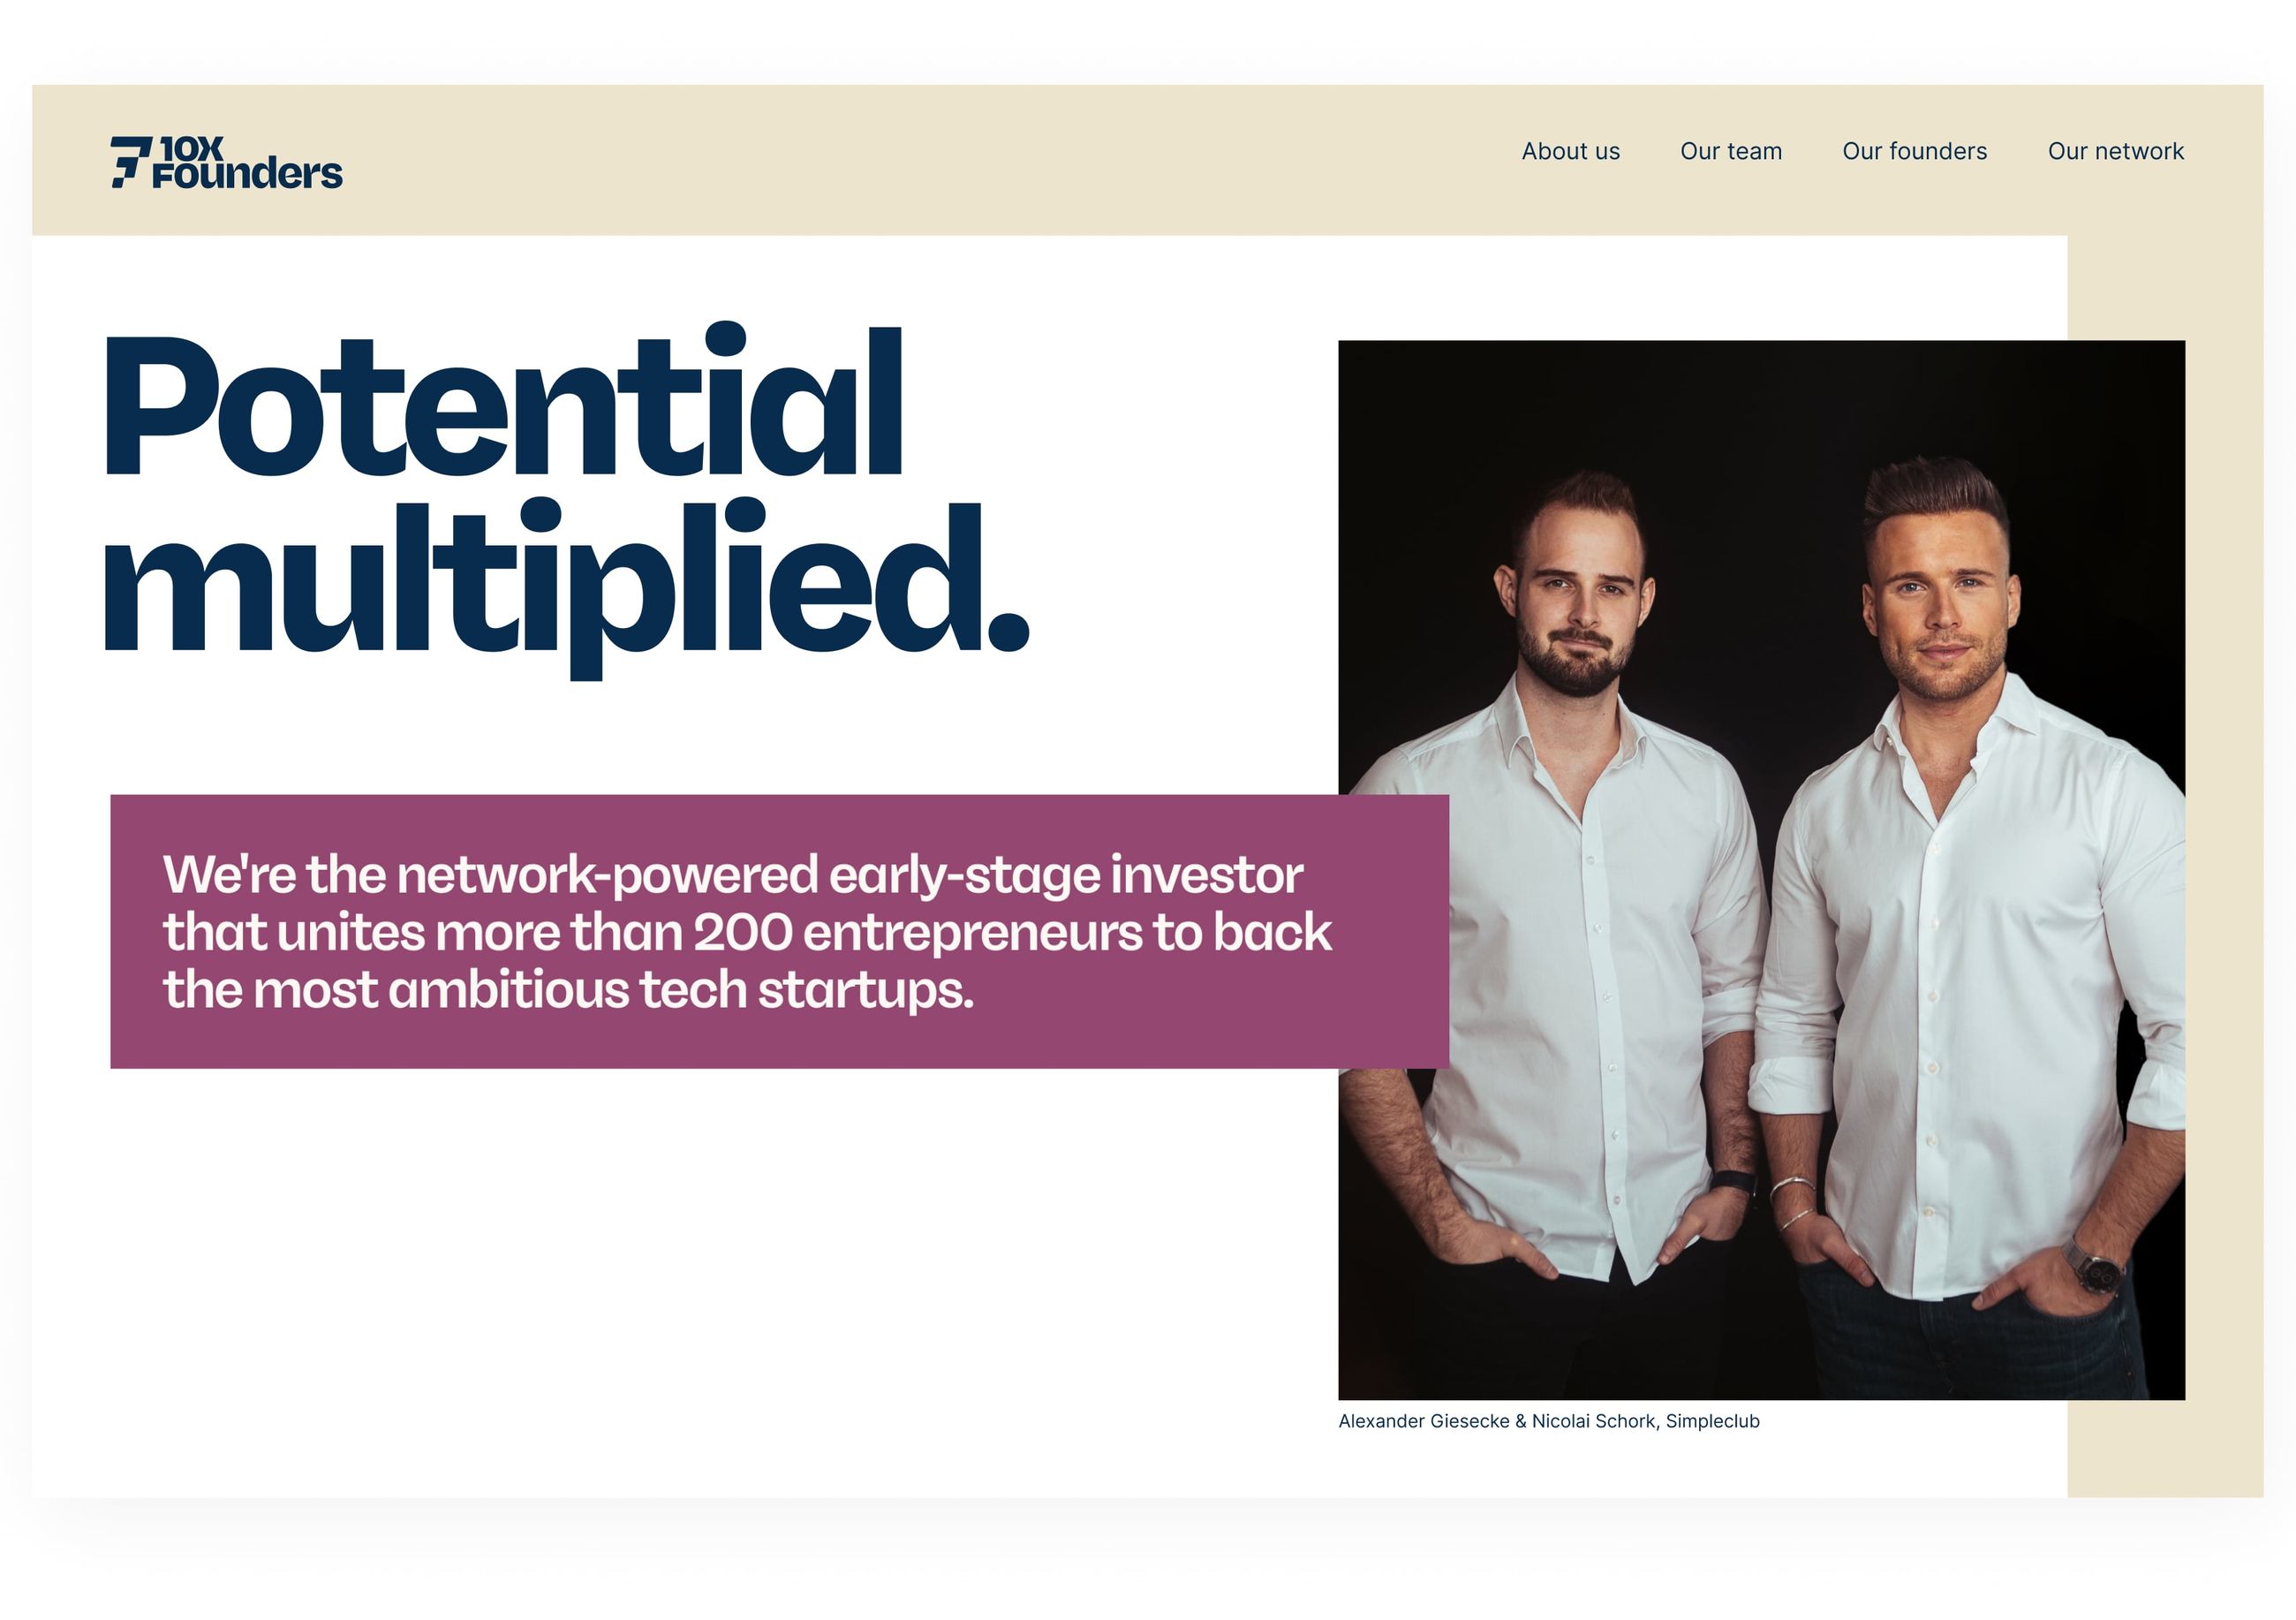 10X
Founders
About us
Our team
Our founders
Our network
Potential
multiplied.
We're the network-powered early-stage investor
that unites more than 200 entrepreneurs to back
the most ambitious tech startups.
Alexander Giesecke & Nicolai Schork, Simpleclub